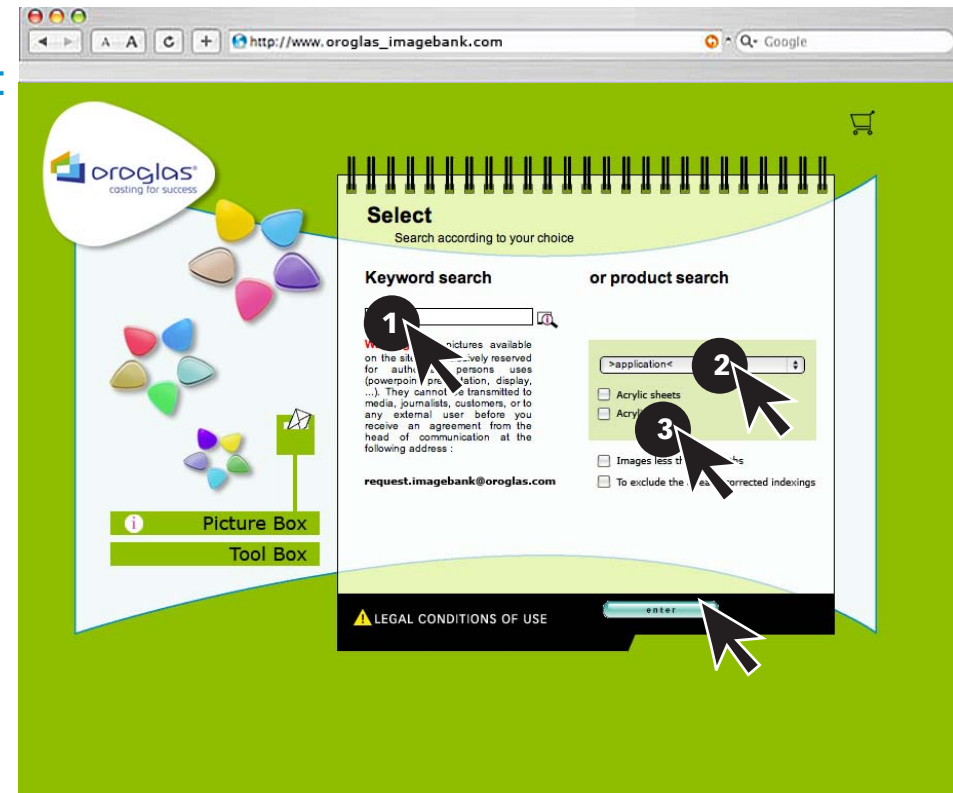 A A C + http://www.oroglas_imagebank.com Q Google
oroglas
casting for success
Select
Search according to your choice
Keyword search
or product search
1
pictures available
on the site reserved
for persons uses
(powerpoint display,
...). They cannot be transmitted to
media, journalists, customers, or to
any external user before you
receive an agreement from the
head of communication at the
following address :
request.imagebank@oroglas.com
>application<
2
Acrylic sheets
3
Images less
To exclude the corrected indexings
i Picture Box
Tool Box
LEGAL CONDITIONS OF USE
enter